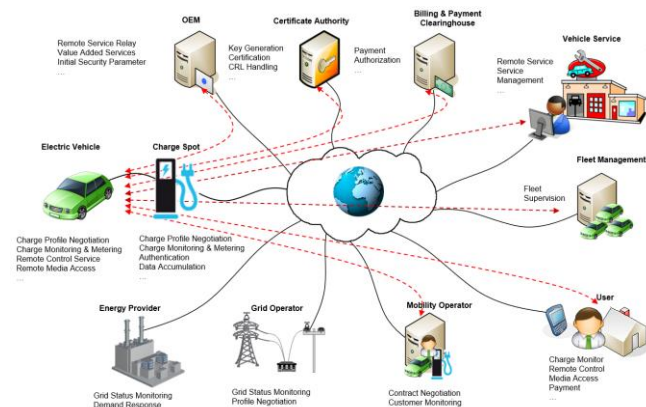 OEM
Remote Service Relay
Value Added Services
Initial Security Parameter
...
Certificate Authority
Key Generation
Certification
CRL Handling
...
Billing & Payment
Clearinghouse
Payment
Authorization
...
Vehicle Service
Remote Service
Service
Management
...
Electric Vehicle
Charge Profile Negotiation
Charge Monitoring & Metering
Remote Control Service
Remote Media Access
...
Charge Spot
Charge Profile Negotiation
Charge Monitoring & Metering
Authentication
Data Accumulation
...
Fleet Management
Fleet
Supervision
Energy Provider
Grid Status Monitoring
Demand Response
Grid Operator
Grid Status Monitoring
Profile Negotiation
Mobility Operator
Contract Negotiation
Customer Monitoring
User
Charge Monitor
Remote Control
Media Access
Payment
...